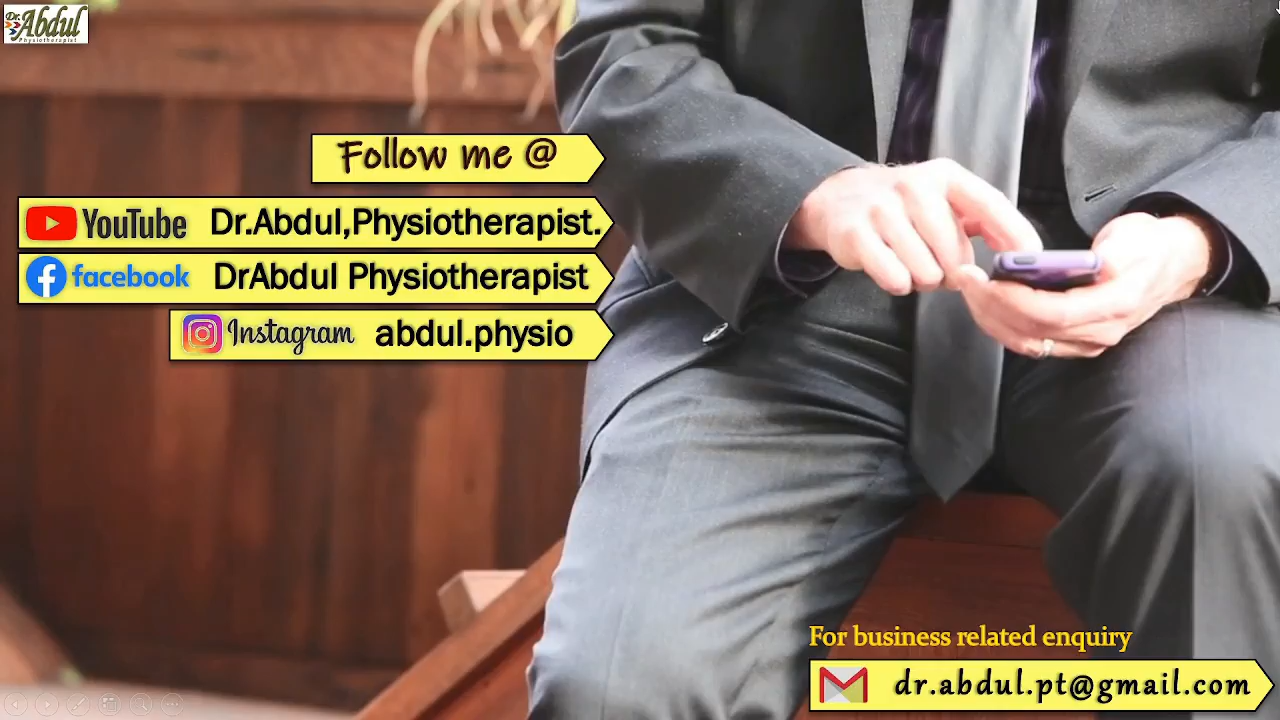 Dr.
Abdul
Physiotherapist
Follow me @
YouTube Dr.Abdul,Physiotherapist.
facebook DrAbdul Physiotherapist
Instagram abdul.physio
For business related enquiry
dr.abdul.pt@gmail.com